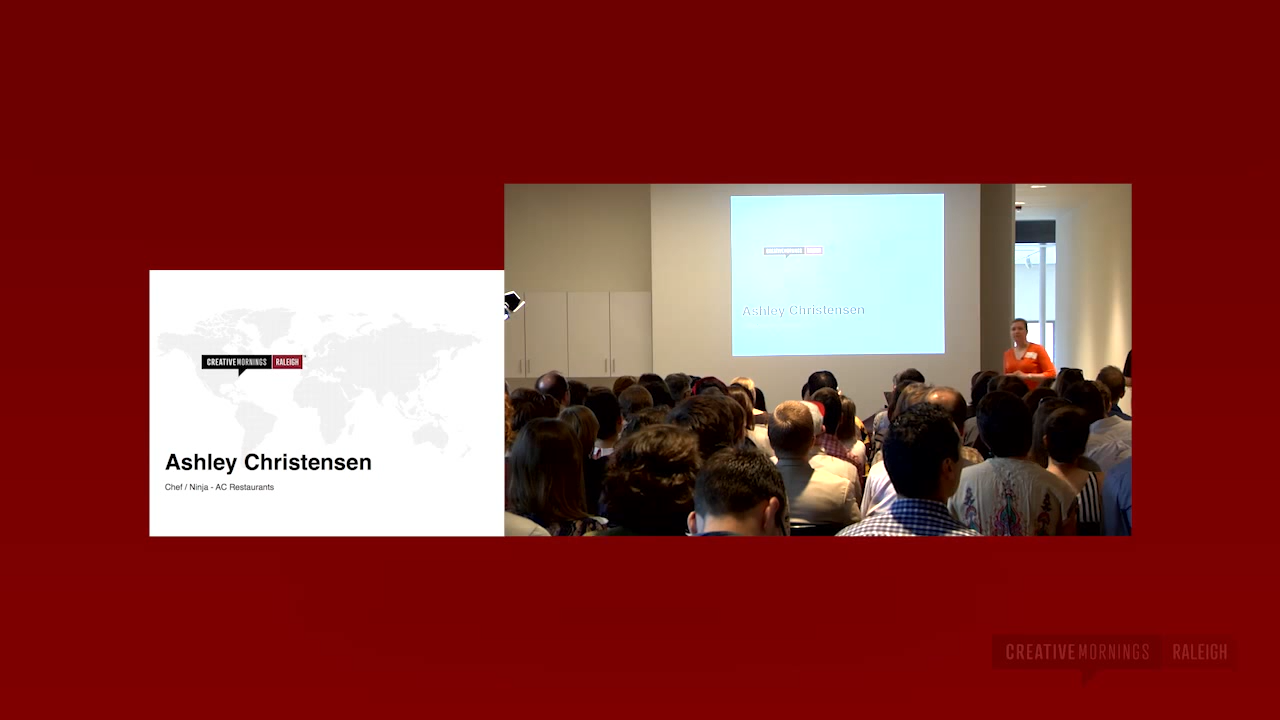 CREATIVEMORNINGS RALEIGH
Ashley Christensen
Chef / Ninja - AC Restaurants
Ashley Christensen
CREATIVEMORNINGS RALEIGH